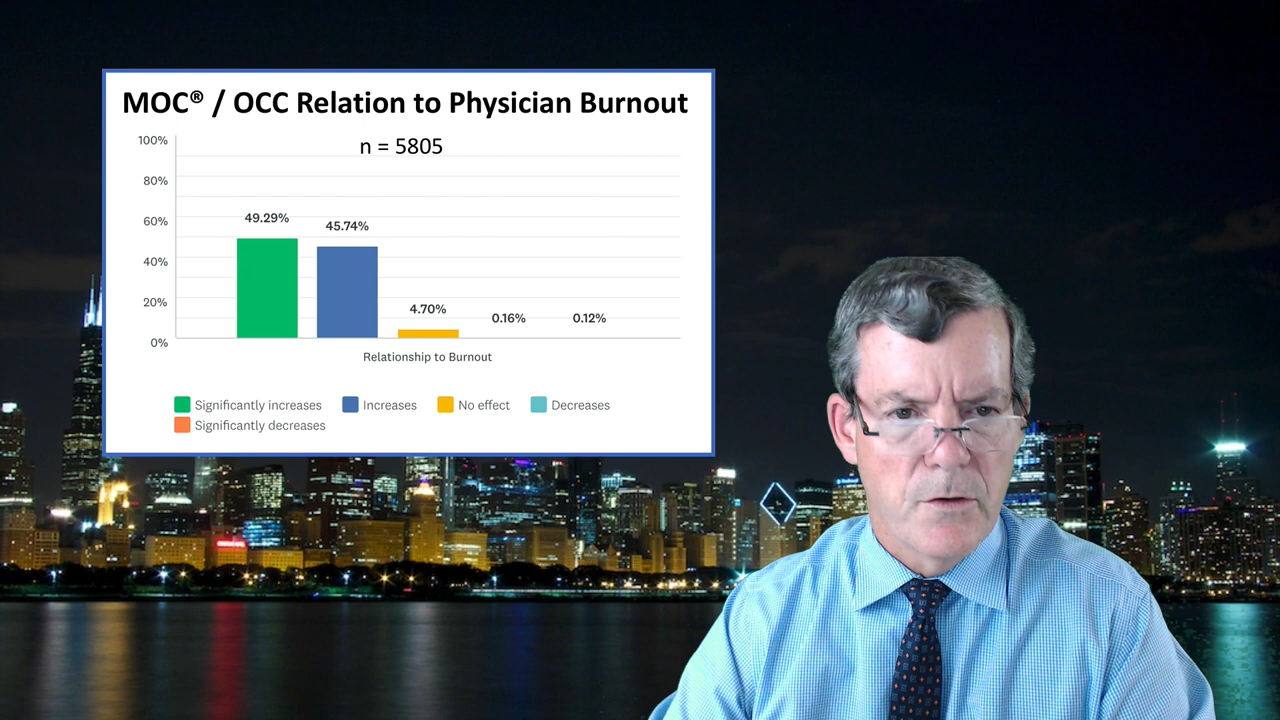 MOC® / OCC Relation to Physician Burnout
n = 5805
100%
80%
60%
40%
20%
0%
49.29%
45.74%
4.70%
0.16%
0.12%
Relationship to Burnout
Significantly increases
Increases
No effect
Decreases
Significantly decreases